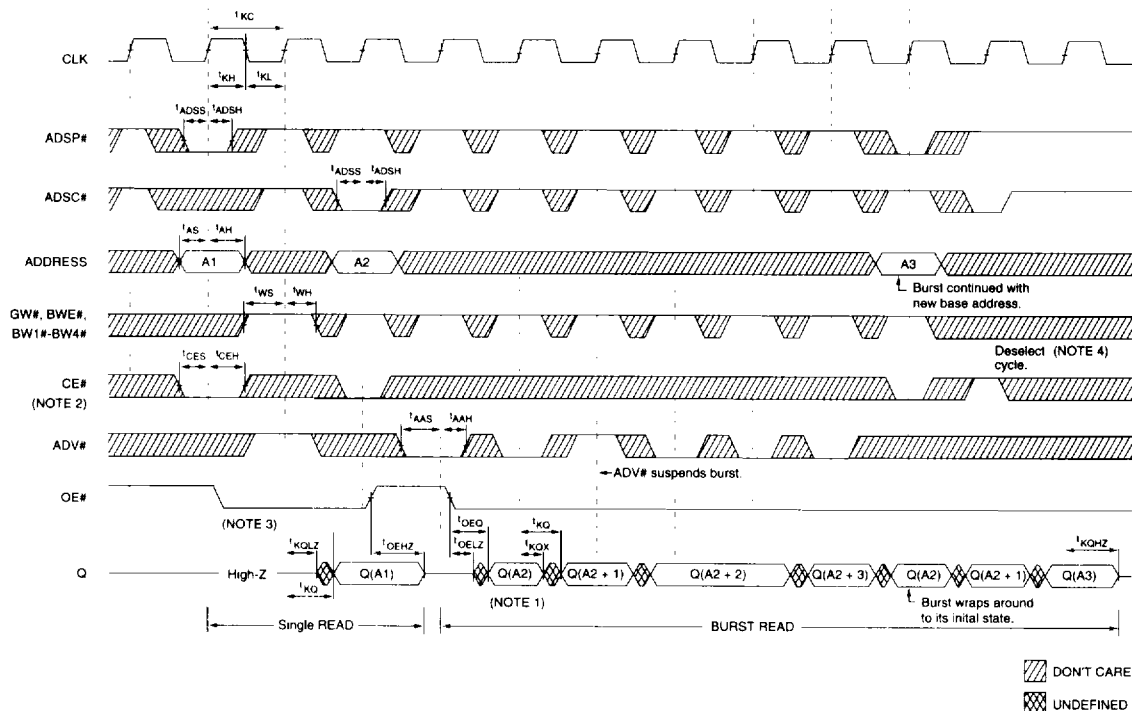 tKC
CLK
tKH tKL
tADSS tADSH
ADSP#
tADSS tADSH
ADSC#
tAS tAH
ADDRESS A1 A2 A3
Burst continued with
new base address.
tWS tWH
GW#, BWE#,
BW1#-BW4#
Deselect (NOTE 4)
cycle.
tCES tCEH
CE#
(NOTE 2)
tAAS tAAH
ADV#
ADV# suspends burst.
OE#
(NOTE 3)
tOEQ tKQ
tKQLZ tOEHZ tOELZ tKQX tKQHZ
Q High-Z Q(A1) Q(A2) Q(A2 + 1) Q(A2 + 2) Q(A2 + 3) Q(A2) Q(A2 + 1) Q(A3)
tKQ
(NOTE 1)
Burst wraps around
to its inital state.
Single READ BURST READ
DON'T CARE
UNDEFINED